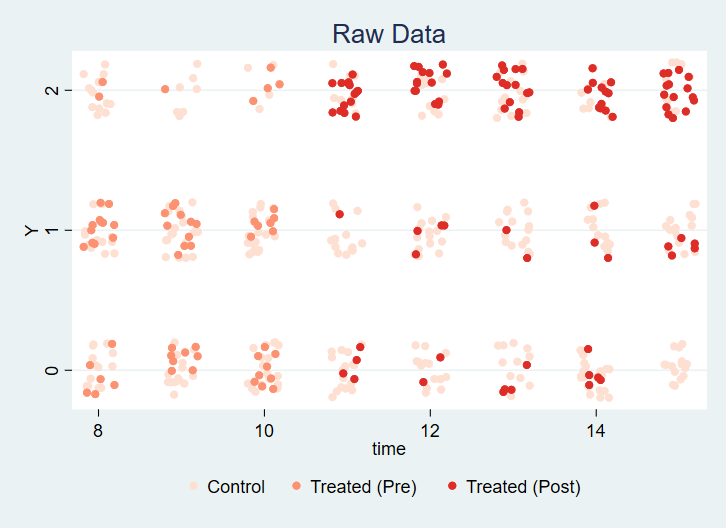 Raw Data
2
1
0
Y
8 10 12 14
time
Control Treated (Pre) Treated (Post)